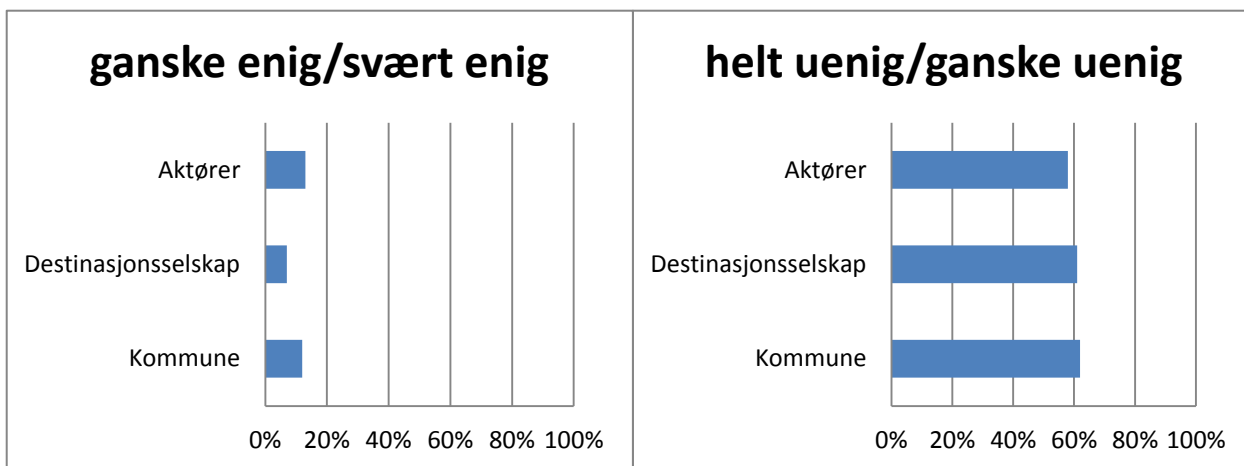 ganske enig/svært enig
Aktører
Destinasjonsselskap
Kommune
0% 20% 40% 60% 80% 100%
helt uenig/ganske uenig
Aktører
Destinasjonsselskap
Kommune
0% 20% 40% 60% 80% 100%